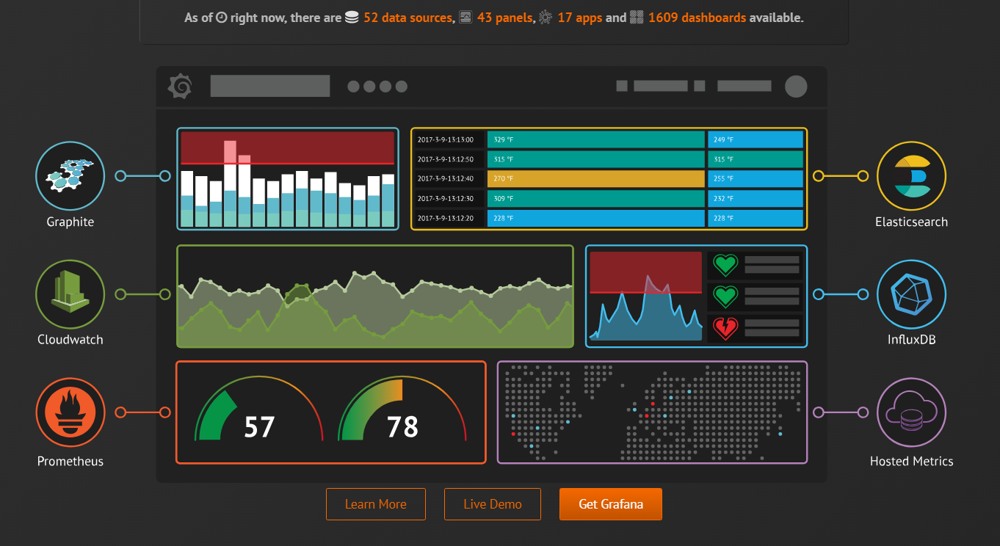 As of right now, there are 52 data sources, 43 panels, 17 apps and 1609 dashboards available.
Graphite
2017-3-9-13:13:00 329 °F 249 °F
2017-3-9-13:12:50 315 °F 315 °F
2017-3-9-13:12:40 270 °F 255 °F
2017-3-9-13:12:30 309 °F 232 °F
2017-3-9-13:12:20 228 °F 228 °F
Elasticsearch
Cloudwatch
InfluxDB
Prometheus
57
78
Hosted Metrics
Learn More
Live Demo
Get Grafana